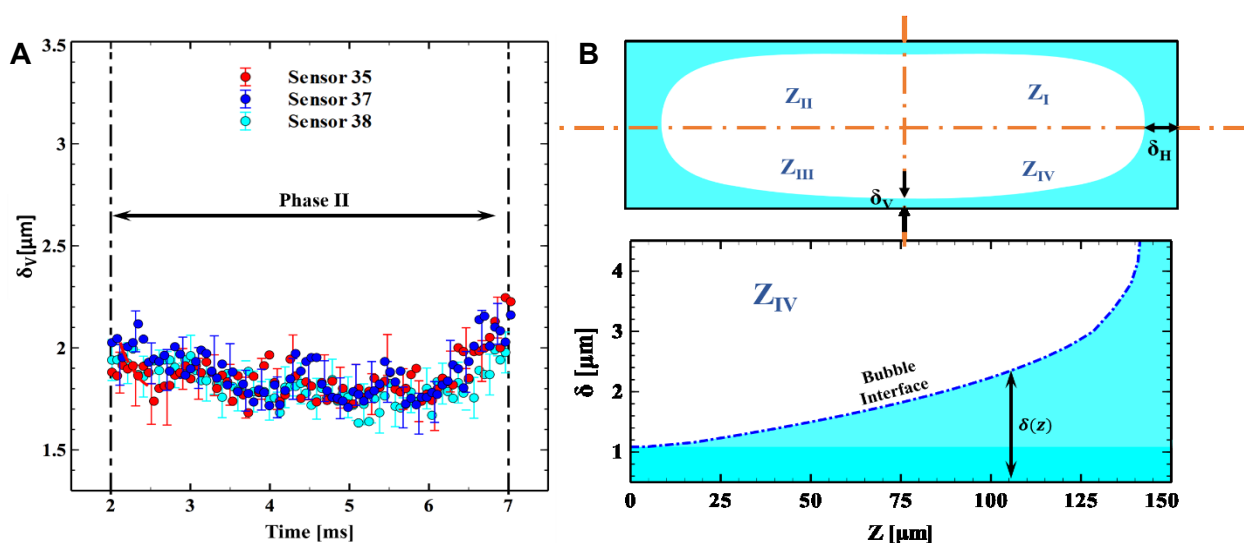 A
3.5
3
2.5
2
1.5
δV[μm]
Sensor 35
Sensor 37
Sensor 38
Phase II
2
3
4
5
6
7
Time [ms]
B
ZII
ZI
ZIII
ZIV
δH
δV
4
3
2
1
δ [μm]
ZIV
Bubble
Interface
δ(z)
0
25
50
75
100
125
150
Z [μm]